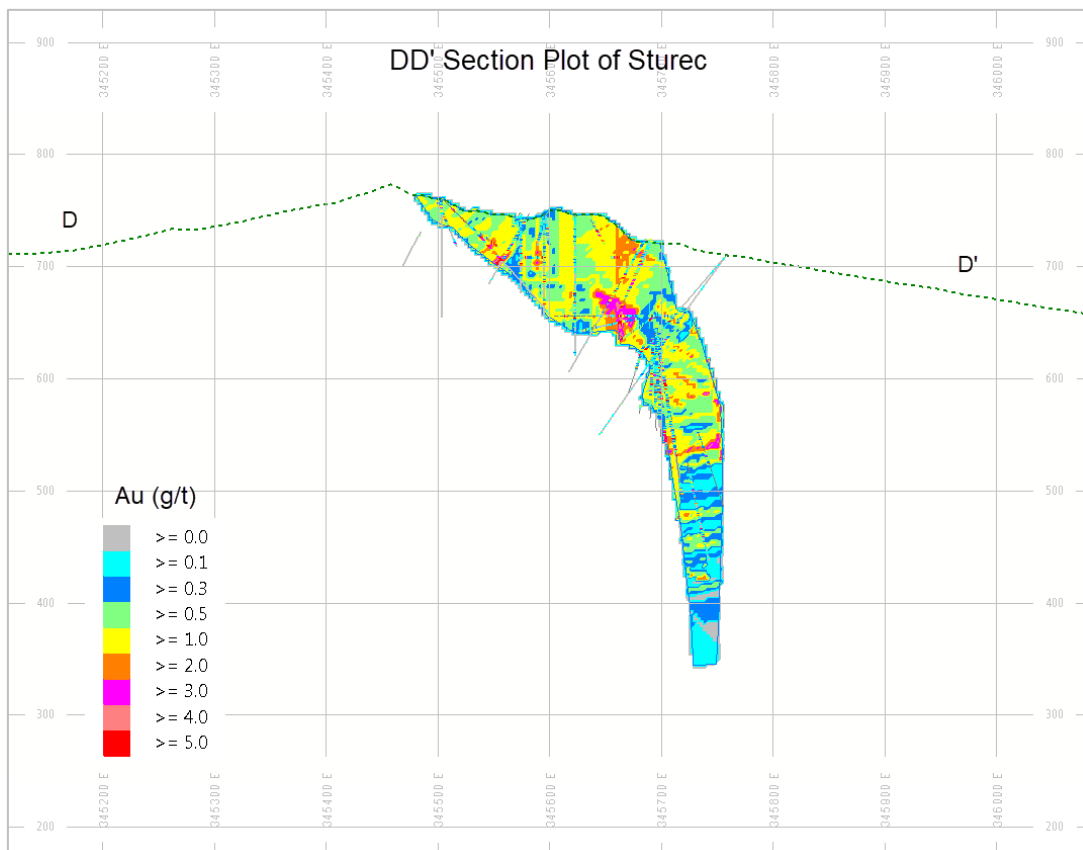 DD' Section Plot of Sturec
900
900
345200 E
345300 E
345400 E
345500 E
345600 E
345700 E
345800 E
345900 E
346000 E
800
800
D
700
700
D'
600
600
500
500
Au (g/t)
>= 0.0
>= 0.1
>= 0.3
>= 0.5
>= 1.0
>= 2.0
>= 3.0
>= 4.0
>= 5.0
400
400
300
300
345200 E
345300 E
345400 E
345500 E
345600 E
345700 E
345800 E
345900 E
346000 E
200
200